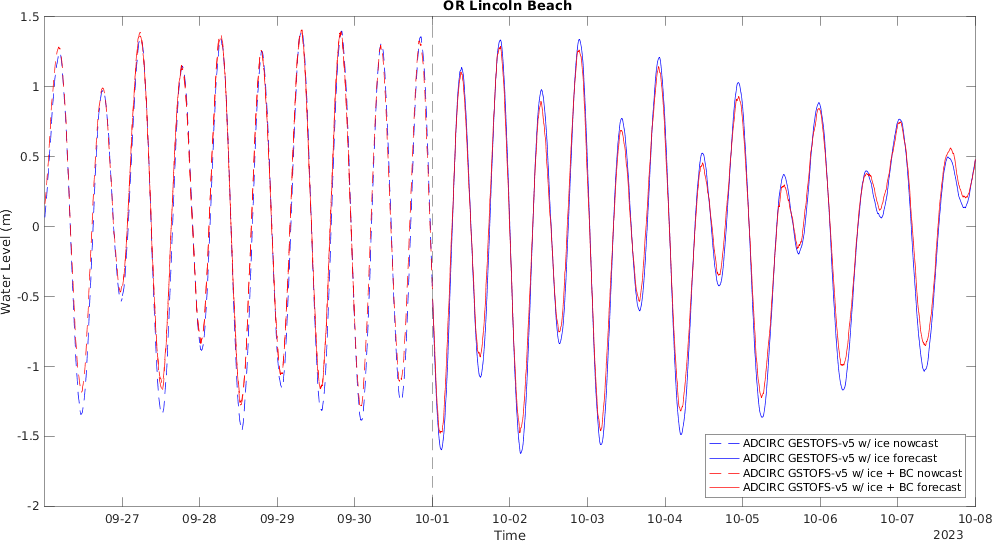 OR Lincoln Beach
Water Level (m)
1.5
1
0.5
0
-0.5
-1
-1.5
-2
ADCIRC GESTOFS-v5 w/ ice nowcast
ADCIRC GESTOFS-v5 w/ ice forecast
ADCIRC GSTOFS-v5 w/ ice + BC nowcast
ADCIRC GSTOFS-v5 w/ ice + BC forecast
09-27 09-28 09-29 09-30 10-01 10-02 10-03 10-04 10-05 10-06 10-07 10-08
Time
2023